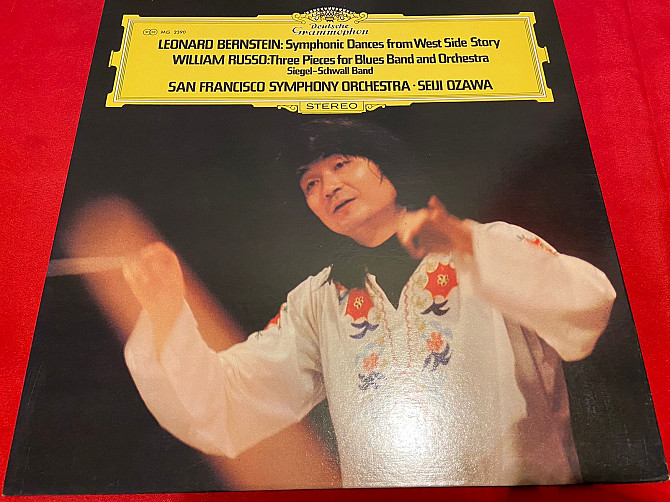 Deutsche
Grammophon
MG 2390
LEONARD BERNSTEIN: Symphonic Dances from West Side Story
WILLIAM RUSSO:Three Pieces for Blues Band and Orchestra
Siegel-Schwall Band
SAN FRANCISCO SYMPHONY ORCHESTRA · SEIJI OZAWA
STEREO